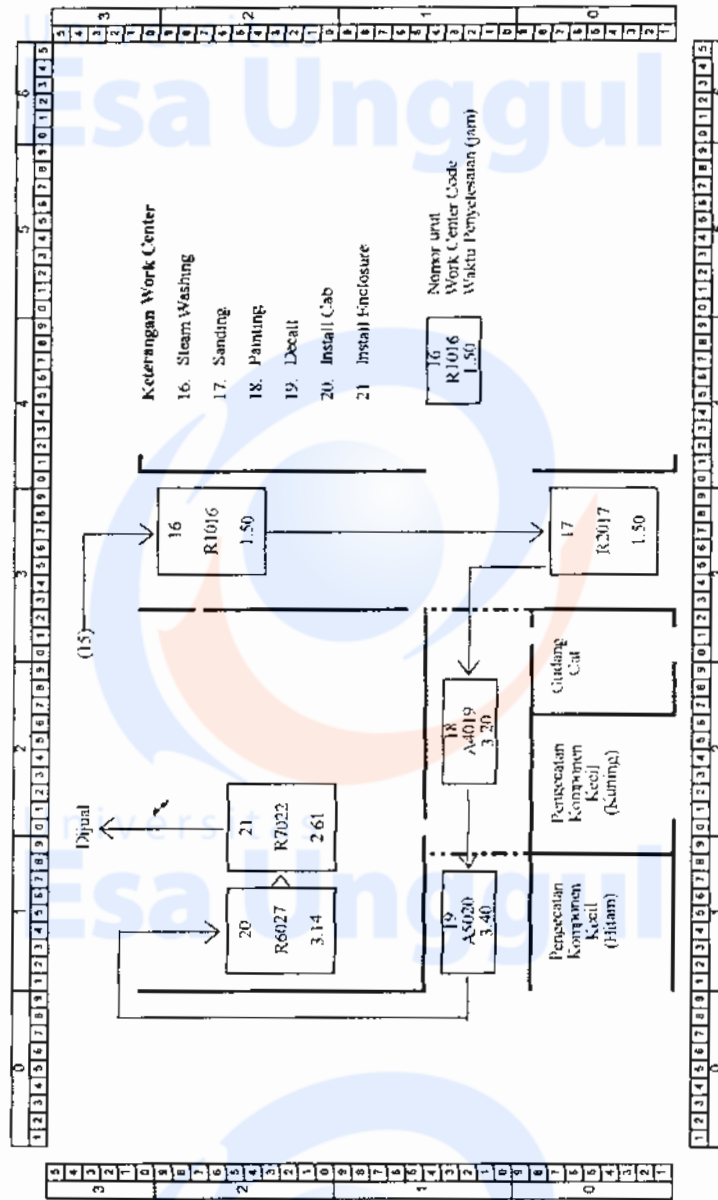 Universitas
Esa Unggul
Universitas
Esa Unggul
(15)
16
R1016
1.50
17
R2017
1.50
18
A4019
3.20
19
A5020
3.40
20
R6027
3.14
21
R7022
2.61
Dijual
Gudang
Cat
Pengecatan
Komponen
Kecil
(Kuning)
Pengecatan
Komponen
Kecil
(Hitam)
Keterangan Work Center
16. Steam Washing
17. Sanding
18. Painting
19. Decall
20. Install Cab
21 Install Enclosure
16
R1016
1.50
Nomor urut
Work Center Code
Waktu Penyelesaian (jam)